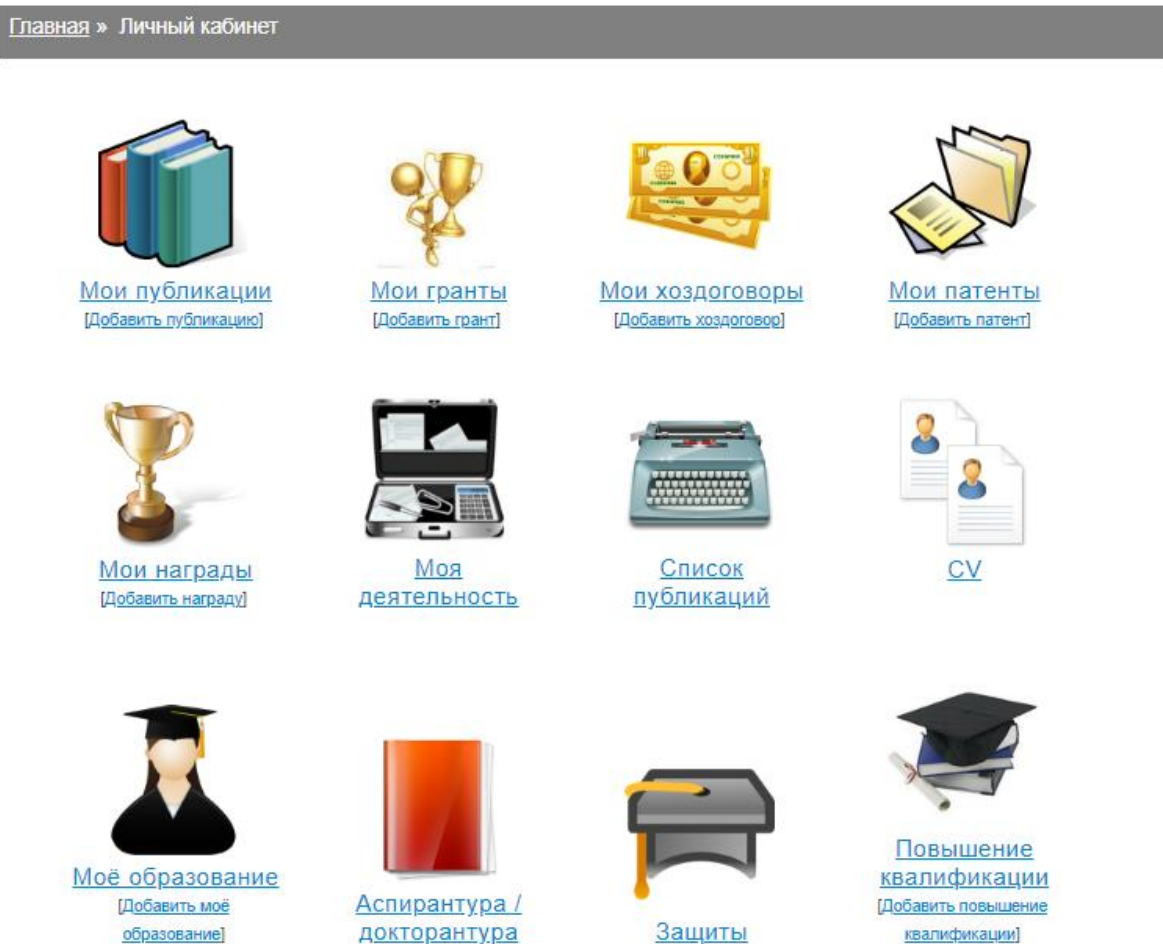 Главная » Личный кабинет
Мои публикации
[Добавить публикацию]
Мои гранты
[Добавить грант]
Мои хоздоговоры
[Добавить хоздоговор]
Мои патенты
[Добавить патент]
Мои награды
[Добавить награду]
Моя
деятельность
Список
публикаций
CV
Моё образование
[Добавить моё
образование]
Аспирантура /
докторантура
Защиты
Повышение
квалификации
[Добавить повышение
квалификации]